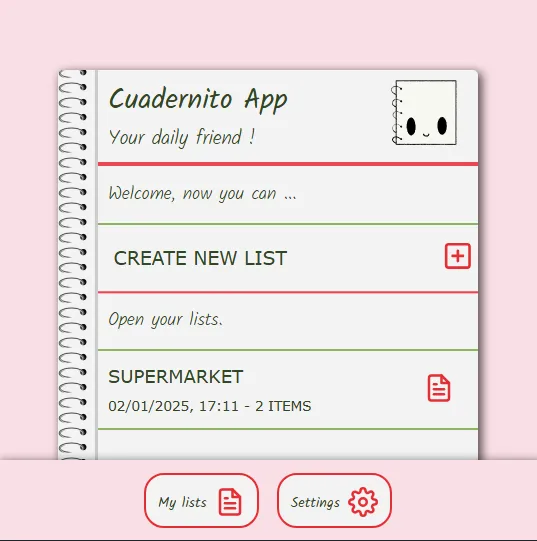 Cuadernito App
Your daily friend !
Welcome, now you can ...
CREATE NEW LIST
Open your lists.
SUPERMARKET
02/01/2025, 17:11 - 2 ITEMS
My lists
Settings